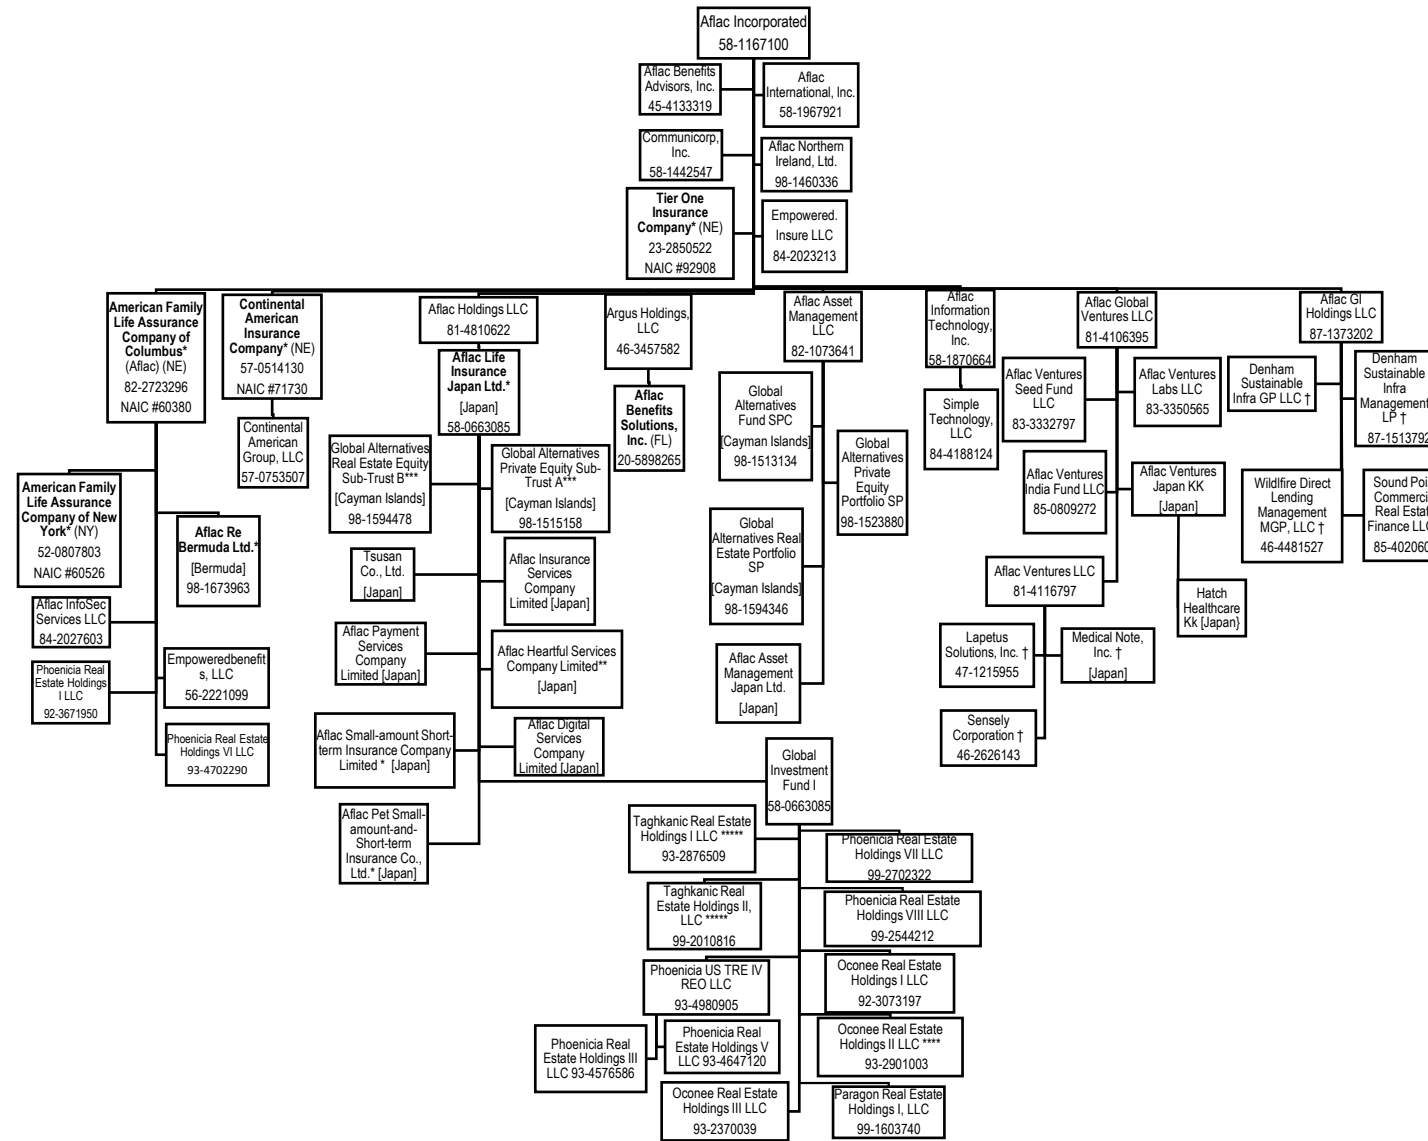 Aflac Incorporated
58-1167100
Aflac Benefits
Advisors, Inc.
45-4133319
Aflac
International, Inc.
58-1967921
Communicorp,
Inc.
58-1442547
Aflac Northern
Ireland, Ltd.
98-1460336
Tier One
Insurance
Company* (NE)
23-2850522
NAIC #92908
Empowered.
Insure LLC
84-2023213
American Family
Life Assurance
Company of
Columbus*
(Aflac) (NE)
82-2723296
NAIC #60380
Continental
American
Insurance
Company* (NE)
57-0514130
NAIC #71730
Aflac Holdings LLC
81-4810622
Argus Holdings,
LLC
46-3457582
Aflac Asset
Management
LLC
82-1073641
Aflac
Information
Technology,
Inc.
58-1870664
Aflac Global
Ventures LLC
81-4106395
Aflac GI
Holdings LLC
87-1373202
Continental
American
Group, LLC
57-0753507
Aflac Life
Insurance
Japan Ltd.*
[Japan]
58-0663085
Aflac
Benefits
Solutions,
Inc. (FL)
20-5898265
Global
Alternatives
Fund SPC
[Cayman Islands]
98-1513134
Simple
Technology,
LLC
84-4188124
Aflac Ventures
Seed Fund
LLC
83-3332797
Aflac Ventures
Labs LLC
83-3350565
Denham
Sustainable
Infra GP LLC †
Denham
Sustainable
Infra
Management
LP †
87-1513792
American Family
Life Assurance
Company of New
York* (NY)
52-0807803
NAIC #60526
Aflac Re
Bermuda Ltd.*
[Bermuda]
98-1673963
Global Alternatives
Real Estate Equity
Sub-Trust B***
[Cayman Islands]
98-1594478
Global Alternatives
Private Equity Sub-
Trust A***
[Cayman Islands]
98-1515158
Global
Alternatives
Private
Equity
Portfolio SP
98-1523880
Aflac Ventures
India Fund LLC
85-0809272
Aflac Ventures
Japan KK
[Japan]
Wildlfire Direct
Lending
Management
MGP, LLC †
46-4481527
Sound Poi
Commerci
Real Estat
Finance LLC
85-402060
Tsusan
Co., Ltd.
[Japan]
Aflac Insurance
Services
Company
Limited [Japan]
Global
Alternatives Real
Estate Portfolio
SP
[Cayman Islands]
98-1594346
Aflac Ventures LLC
81-4116797
Hatch
Healthcare
Kk [Japan}
Aflac InfoSec
Services LLC
84-2027603
Aflac Payment
Services
Company
Limited [Japan]
Aflac Heartful Services
Company Limited**
[Japan]
Lapetus
Solutions, Inc. †
47-1215955
Medical Note,
Inc. †
[Japan]
Phoenicia Real
Estate Holdings
I LLC
92-3671950
Empoweredbenefit
s, LLC
56-2221099
Aflac Asset
Management
Japan Ltd.
[Japan]
Sensely
Corporation †
46-2626143
Phoenicia Real Estate
Holdings VI LLC
93-4702290
Aflac Small-amount Short-
term Insurance Company
Limited * [Japan]
Aflac Digital
Services
Company
Limited [Japan]
Global
Investment
Fund I
58-0663085
Aflac Pet Small-
amount-and-
Short-term
Insurance Co.,
Ltd.* [Japan]
Taghkanic Real Estate
Holdings I LLC *****
93-2876509
Phoenicia Real Estate
Holdings VII LLC
99-2702322
Taghkanic Real
Estate Holdings II,
LLC *****
99-2010816
Phoenicia Real Estate
Holdings VIII LLC
99-2544212
Phoenicia US TRE IV
REO LLC
93-4980905
Oconee Real Estate
Holdings I LLC
92-3073197
Phoenicia Real
Estate Holdings III
LLC 93-4576586
Phoenicia Real
Estate Holdings V
LLC 93-4647120
Oconee Real Estate
Holdings II LLC ****
93-2901003
Oconee Real Estate
Holdings III LLC
93-2370039
Paragon Real Estate
Holdings I, LLC
99-1603740